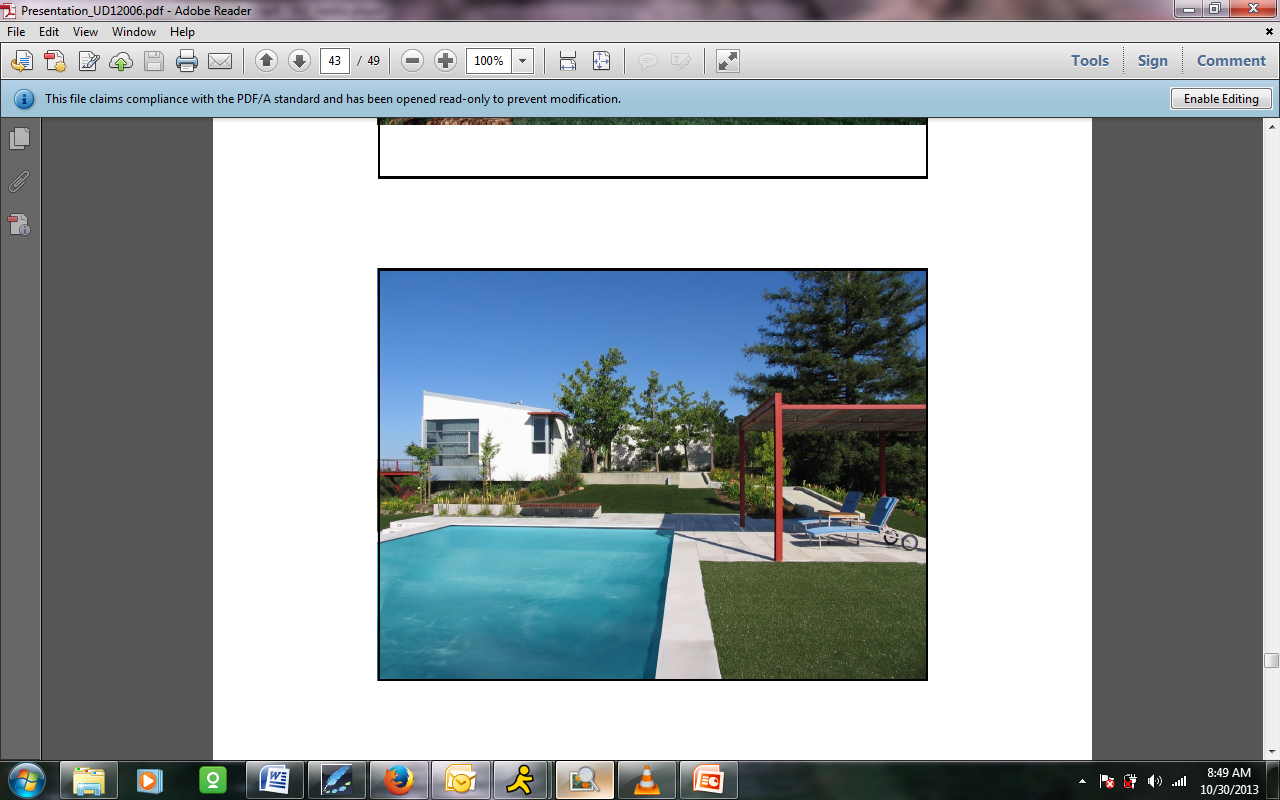 Presentation_UD12006.pdf - Adobe Reader
File Edit View Window Help
43 / 49 100% Tools Sign Comment
This file claims compliance with the PDF/A standard and has been opened read-only to prevent modification. Enable Editing
8:49 AM
10/30/2013